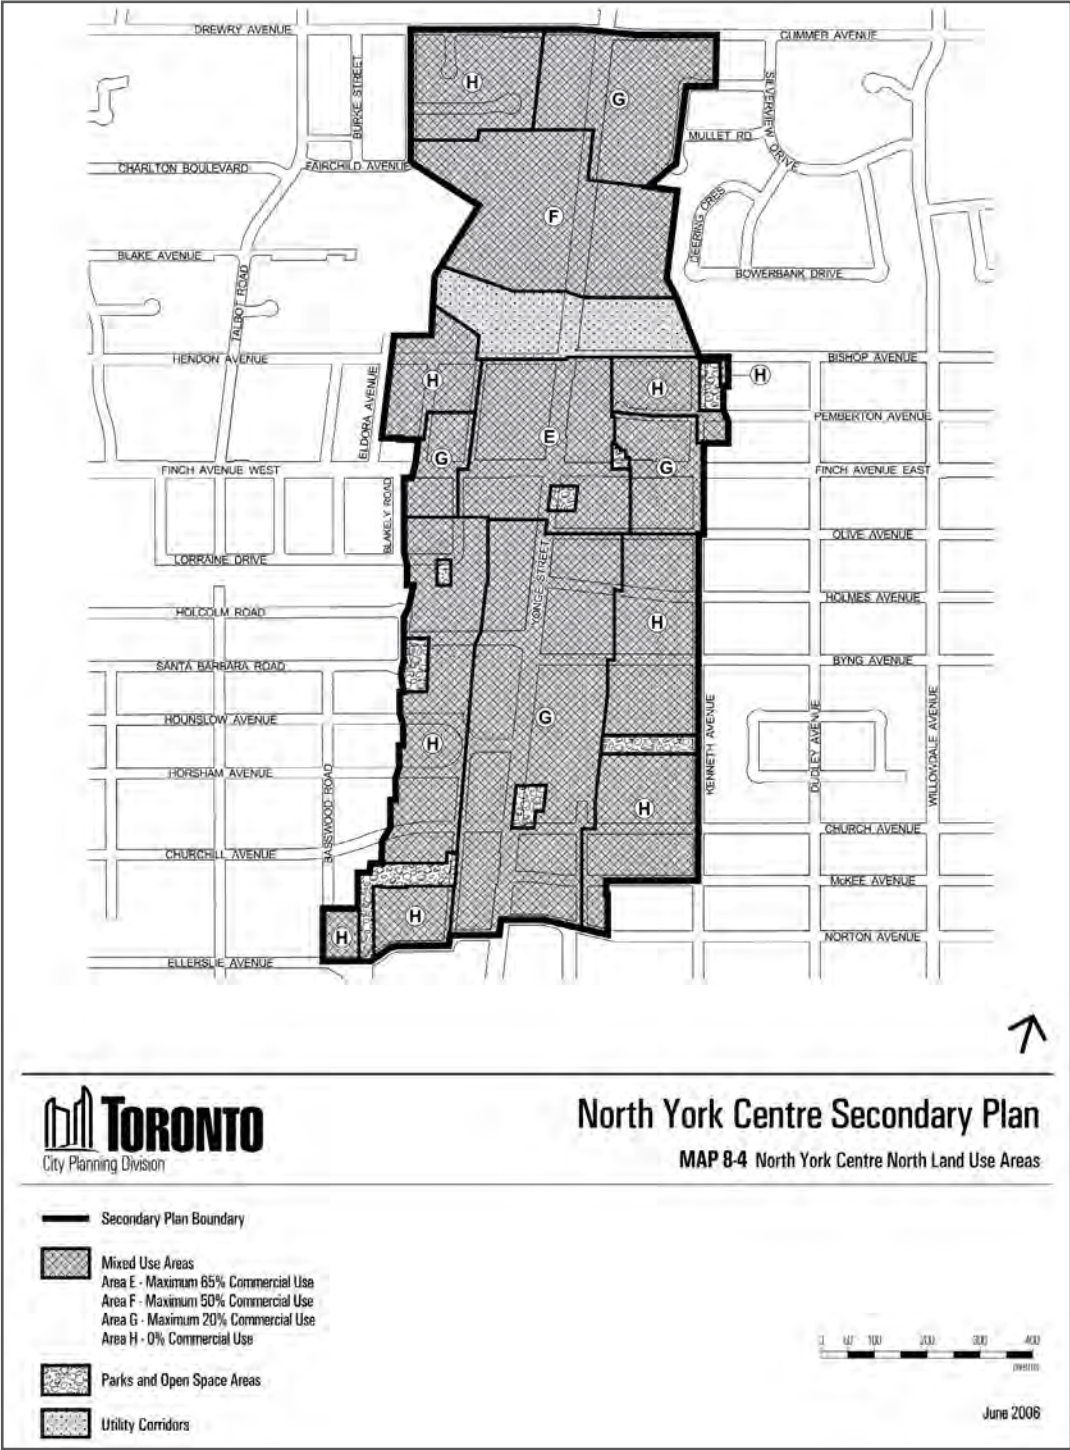 DREWRY AVENUE
CUMMER AVENUE
BURKE STREET
SILVERVIEW DRIVE
H
G
MULLET RD
CHARLTON BOULEVARD
FAIRCHILD AVENUE
DEERING CRES
F
BLAKE AVENUE
BOWERBANK DRIVE
TALBOT ROAD
HENDON AVENUE
BISHOP AVENUE
ELDORA AVENUE
H
H
H
PEMBERTON AVENUE
E
G
G
FINCH AVENUE WEST
FINCH AVENUE EAST
BLAKELY ROAD
OLIVE AVENUE
LORRAINE DRIVE
YONGE STREET
HOLMES AVENUE
HOLCOLM ROAD
H
SANTA BARBARA ROAD
BYNG AVENUE
KENNETH AVENUE
DUDLEY AVENUE
WILLOWDALE AVENUE
HOUNSLOW AVENUE
G
H
HORSHAM AVENUE
BASSWOOD ROAD
H
CHURCH AVENUE
CHURCHILL AVENUE
McKEE AVENUE
H
H
NORTON AVENUE
ELLERSLIE AVENUE
TORONTO
City Planning Division
North York Centre Secondary Plan
MAP 8-4 North York Centre North Land Use Areas
Secondary Plan Boundary
Mixed Use Areas
Area E - Maximum 65% Commercial Use
Area F - Maximum 50% Commercial Use
Area G - Maximum 20% Commercial Use
Area H - 0% Commercial Use
Parks and Open Space Areas
Utility Corridors
100 200 300 400
June 2006